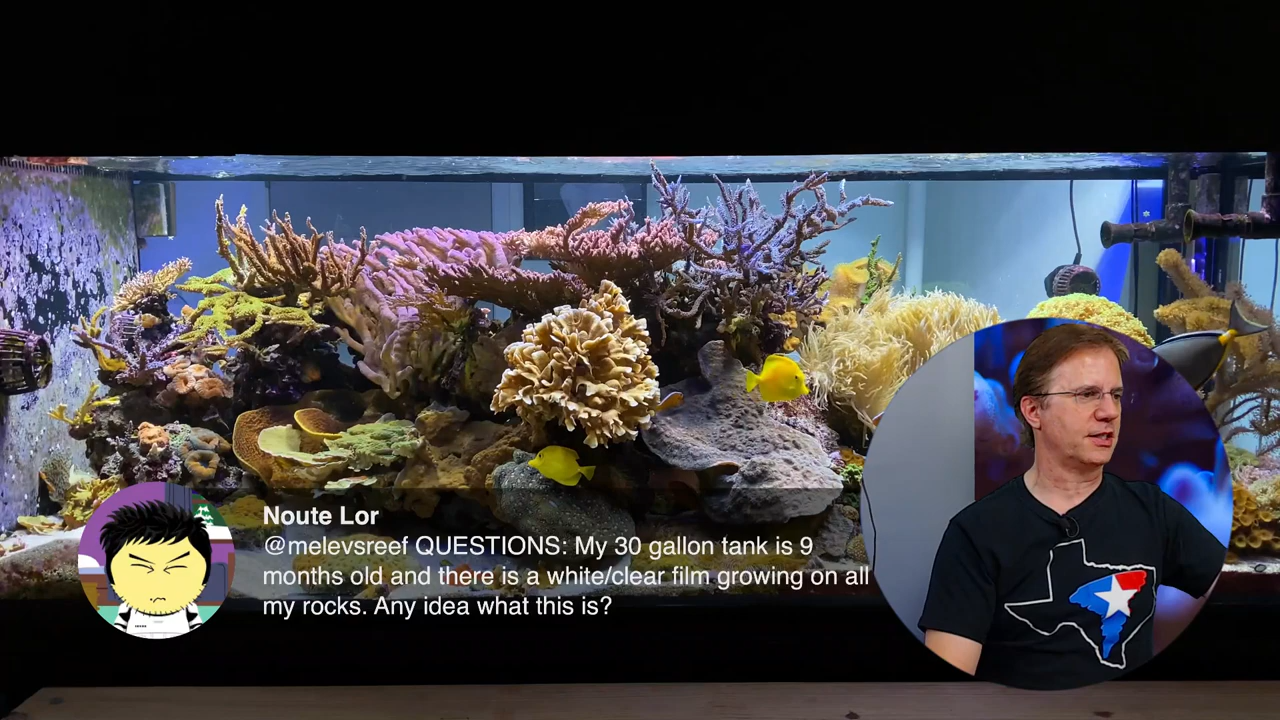 Noute Lor
@melevsreef QUESTIONS: My 30 gallon tank is 9
months old and there is a white/clear film growing on all
my rocks. Any idea what this is?